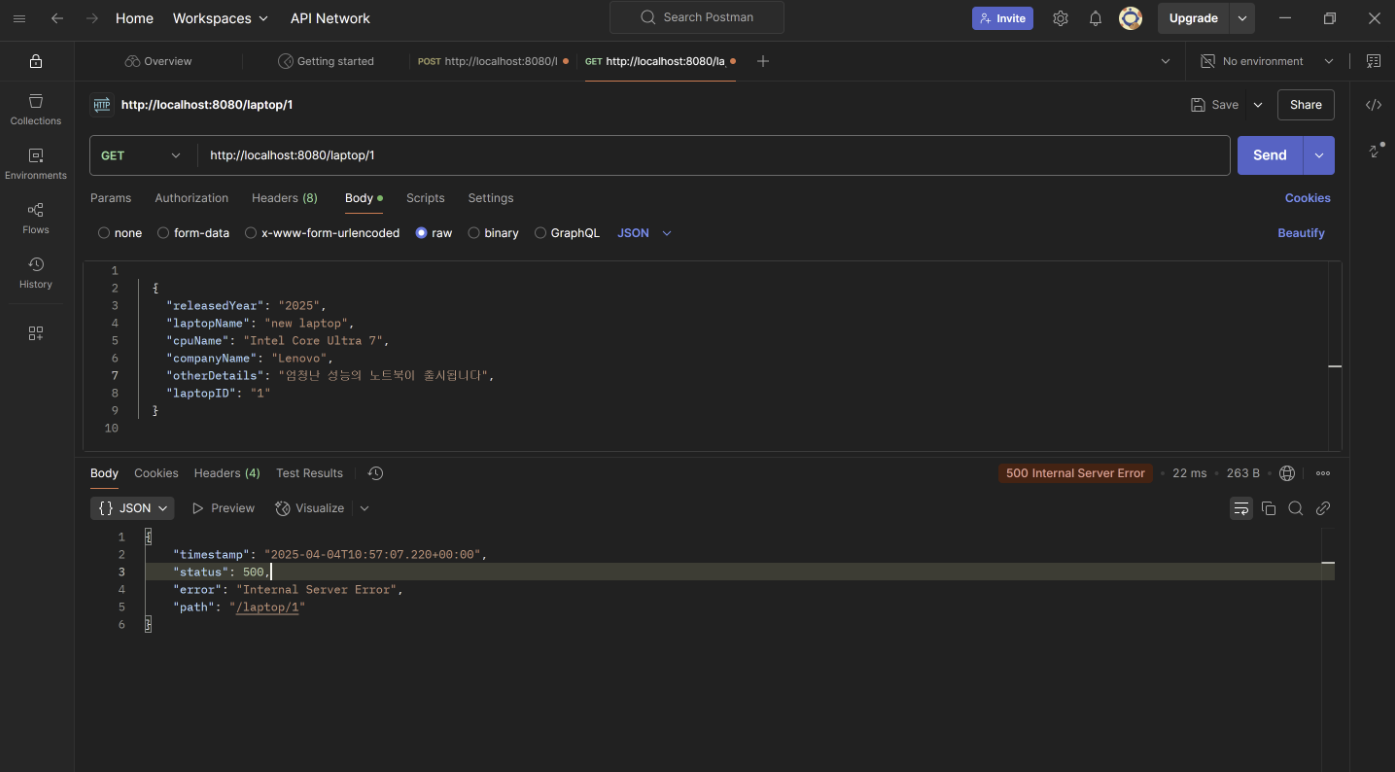 Home Workspaces API Network Search Postman Invite Upgrade
Overview Getting started POST http://localhost:8080/l GET http://localhost:8080/la No environment
Collections
Environments
Flows
History
HTTP http://localhost:8080/laptop/1 Save Share
GET http://localhost:8080/laptop/1 Send
Params Authorization Headers (8) Body Scripts Settings Cookies
none form-data x-www-form-urlencoded raw binary GraphQL JSON Beautify
1
2 {
3 "releasedYear": "2025",
4 "laptopName": "new laptop",
5 "cpuName": "Intel Core Ultra 7",
6 "companyName": "Lenovo",
7 "otherDetails": "엄청난 성능의 노트북이 출시됩니다",
8 "laptopID": "1"
9 }
10
Body Cookies Headers (4) Test Results 500 Internal Server Error 22 ms 263 B
{} JSON Preview Visualize
1 {
2 "timestamp": "2025-04-04T10:57:07.220+00:00",
3 "status": 500,
4 "error": "Internal Server Error",
5 "path": "/laptop/1"
6 }